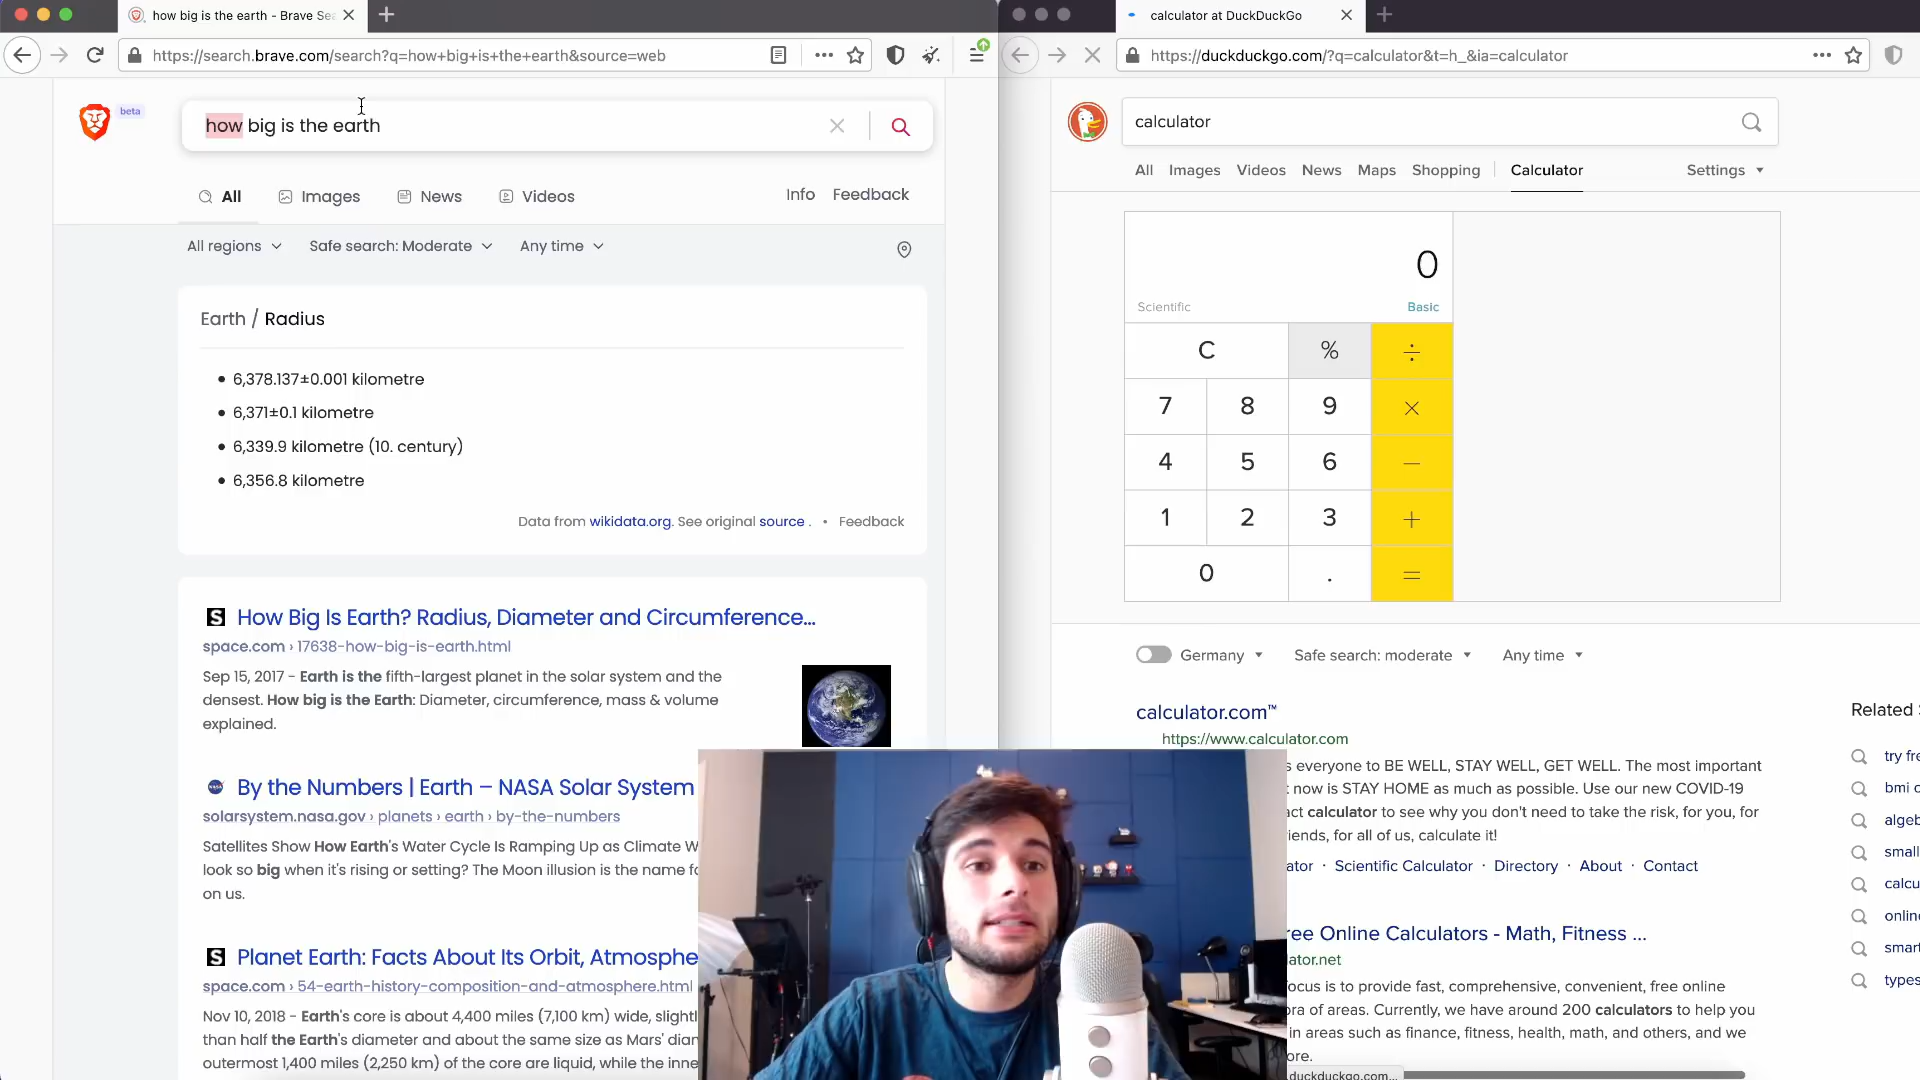 how big is the earth - Brave Sea
https://search.brave.com/search?q=how+big+is+the+earth&source=web
beta
how big is the earth
All
Images
News
Videos
Info
Feedback
All regions
Safe search: Moderate
Any time
Earth / Radius
• 6,378.137±0.001 kilometre
• 6,371±0.1 kilometre
• 6,339.9 kilometre (10. century)
• 6,356.8 kilometre
Data from wikidata.org. See original source . • Feedback
S How Big Is Earth? Radius, Diameter and Circumference...
space.com › 17638-how-big-is-earth.html
Sep 15, 2017 - Earth is the fifth-largest planet in the solar system and the
densest. How big is the Earth: Diameter, circumference, mass & volume
explained.
By the Numbers | Earth – NASA Solar System
solarsystem.nasa.gov › planets › earth › by-the-numbers
Satellites Show How Earth's Water Cycle Is Ramping Up as Climate W
look so big when it's rising or setting? The Moon illusion is the name fo
on us.
S Planet Earth: Facts About Its Orbit, Atmosphe
space.com › 54-earth-history-composition-and-atmosphere.html
Nov 10, 2018 - Earth's core is about 4,400 miles (7,100 km) wide, slightl
than half the Earth's diameter and about the same size as Mars' dian
outermost 1,400 miles (2,250 km) of the core are liquid, while the inne
calculator at DuckDuckGo
https://duckduckgo.com/?q=calculator&t=h_&ia=calculator
calculator
All Images Videos News Maps Shopping Calculator Settings
0
Scientific
Basic
C % ÷
7 8 9 ×
4 5 6 −
1 2 3 +
0 . =
Germany
Safe search: moderate
Any time
calculator.com™
https://www.calculator.com
s everyone to BE WELL, STAY WELL, GET WELL. The most important
now is STAY HOME as much as possible. Use our new COVID-19
act calculator to see why you don't need to take the risk, for you, for
iends, for all of us, calculate it!
ator · Scientific Calculator · Directory · About · Contact
ree Online Calculators - Math, Fitness ...
lator.net
ocus is to provide fast, comprehensive, convenient, free online
ora of areas. Currently, we have around 200 calculators to help you
in areas such as finance, fitness, health, math, and others, and we
ore.
duckduckgo.com...
Related S
try fre
bmi c
algeb
small
calcu
online
smart
types